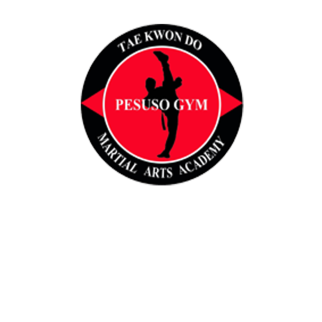 TAE KWON DO
PESUSO GYM
MARTIAL ARTS ACADEMY